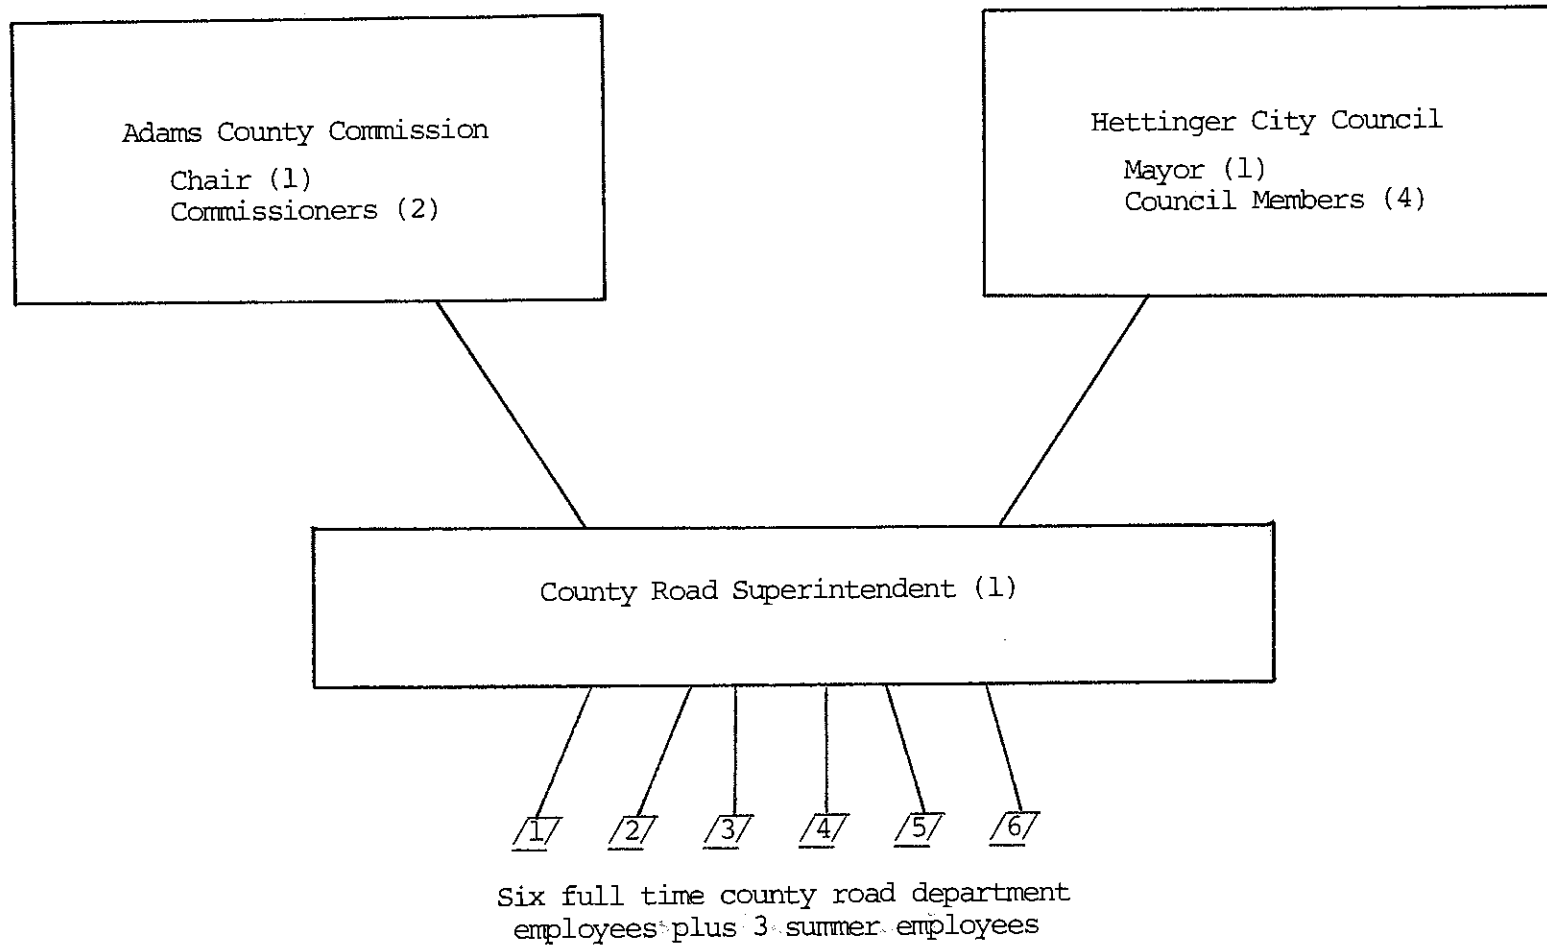 Adams County Commission
Chair (1)
Commissioners (2)
Hettinger City Council
Mayor (1)
Council Members (4)
County Road Superintendent (1)
1
2
3
4
5
6
Six full time county road department
employees plus 3 summer employees